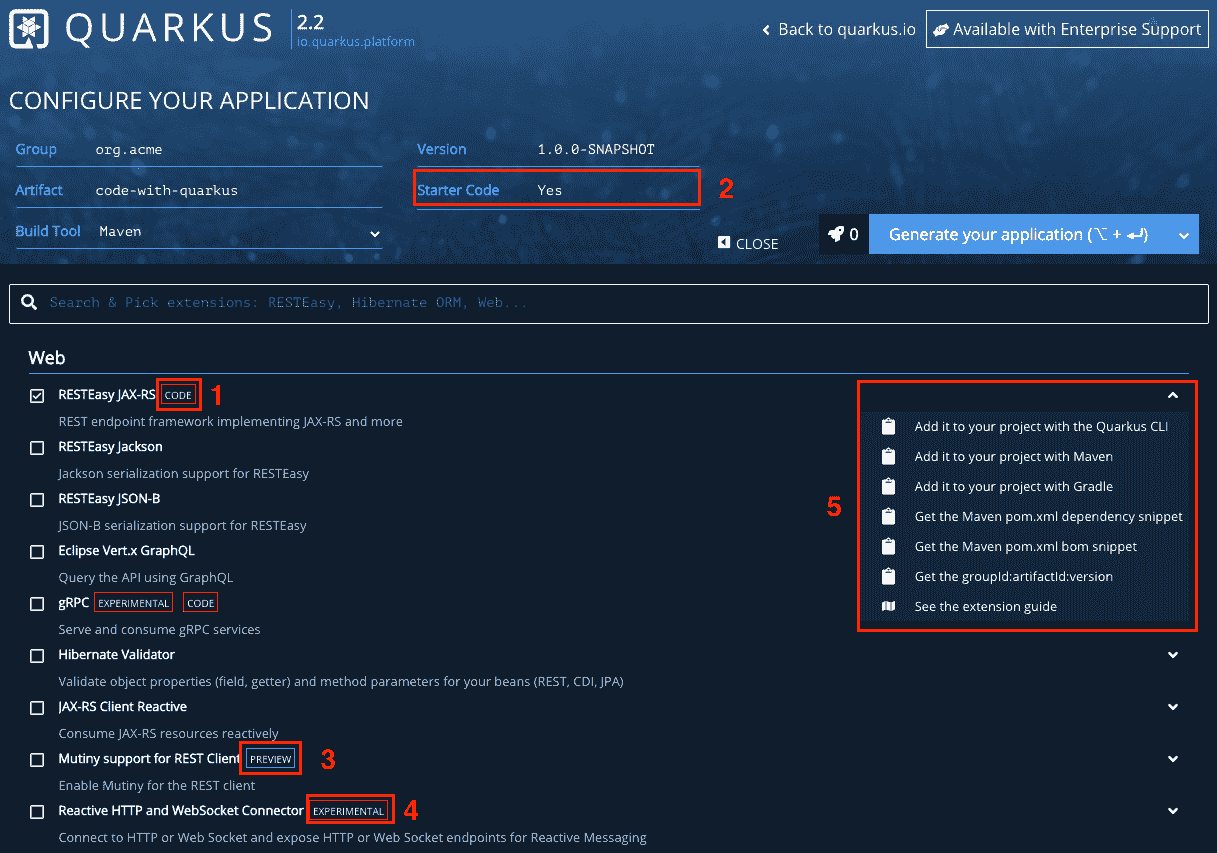 QUARKUS 2.2
io.quarkus.platform
Back to quarkus.io
Available with Enterprise Support
CONFIGURE YOUR APPLICATION
Group org.acme
Version 1.0.0-SNAPSHOT
Artifact code-with-quarkus
Starter Code Yes
2
Build Tool Maven
CLOSE
0
Generate your application (⌥ + ⏎)
Search & Pick extensions: RESTEasy, Hibernate ORM, Web...
Web
RESTEasy JAX-RS CODE 1
REST endpoint framework implementing JAX-RS and more
RESTEasy Jackson
Jackson serialization support for RESTEasy
RESTEasy JSON-B
JSON-B serialization support for RESTEasy
Eclipse Vert.x GraphQL
Query the API using GraphQL
gRPC EXPERIMENTAL CODE
Serve and consume gRPC services
Hibernate Validator
Validate object properties (field, getter) and method parameters for your beans (REST, CDI, JPA)
JAX-RS Client Reactive
Consume JAX-RS resources reactively
Mutiny support for REST Client PREVIEW 3
Enable Mutiny for the REST client
Reactive HTTP and WebSocket Connector EXPERIMENTAL 4
Connect to HTTP or Web Socket and expose HTTP or Web Socket endpoints for Reactive Messaging
5
Add it to your project with the Quarkus CLI
Add it to your project with Maven
Add it to your project with Gradle
Get the Maven pom.xml dependency snippet
Get the Maven pom.xml bom snippet
Get the groupId:artifactId:version
See the extension guide